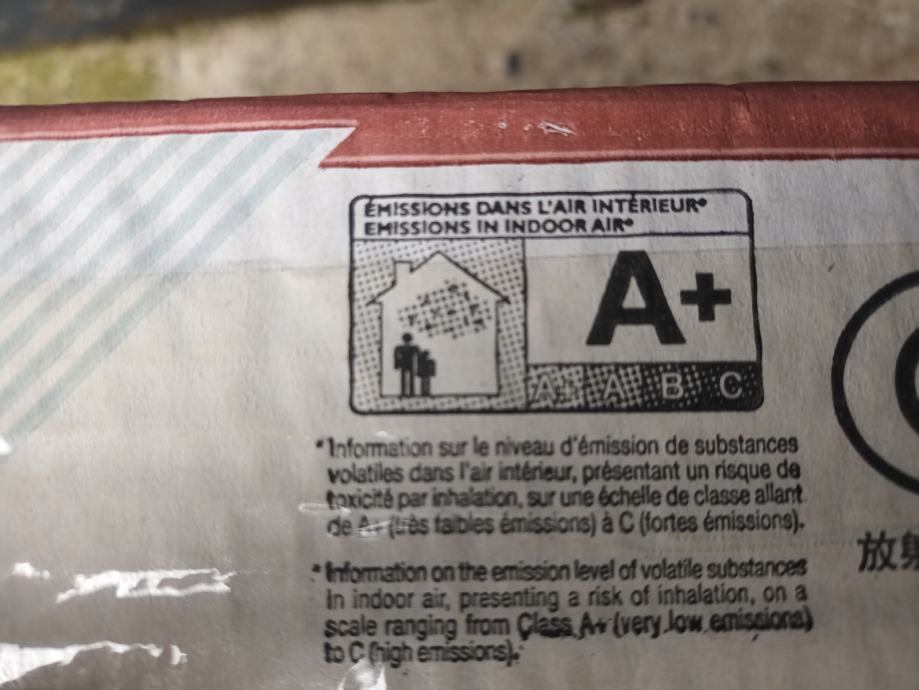 ÉMISSIONS DANS L'AIR INTÉRIEUR*
EMISSIONS IN INDOOR AIR*
A+
A+ A B C
*Information sur le niveau d'émission de substances
volatiles dans l'air intérieur, présentant un risque de
toxicité par inhalation, sur une échelle de classe allant
de A+ (très faibles émissions) à C (fortes émissions).
*Information on the emission level of volatile substances
in indoor air, presenting a risk of inhalation, on a
scale ranging from Class A+ (very low emissions)
to C (high emissions).
放射